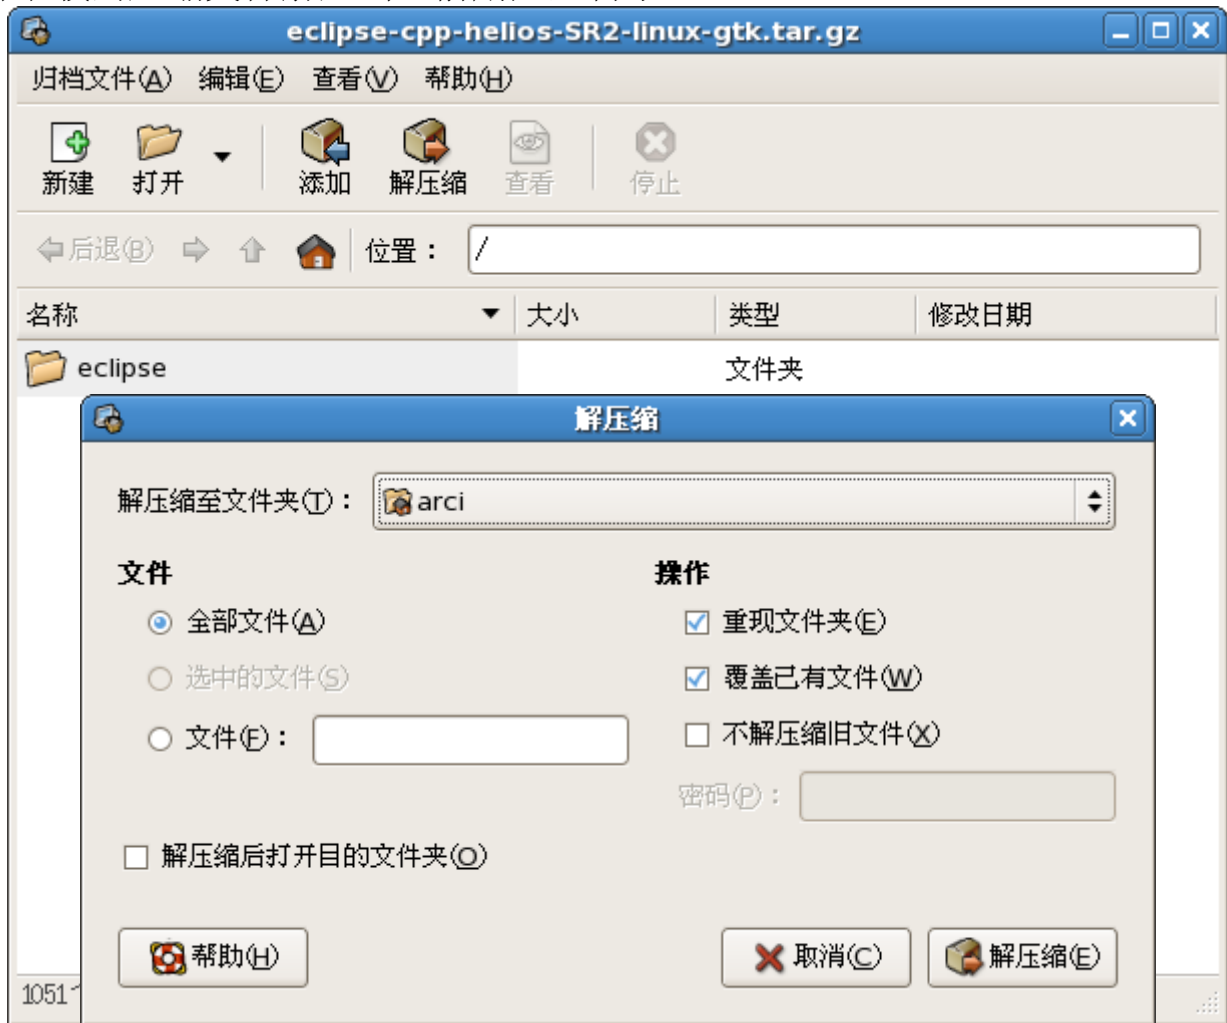 eclipse-cpp-helios-SR2-linux-gtk.tar.gz
归档文件(A) 编辑(E) 查看(V) 帮助(H)
新建 打开 添加 解压缩 查看 停止
后退(B) 位置： /
名称 大小 类型 修改日期
eclipse 文件夹
解压缩
解压缩至文件夹(T)： arci
文件 操作
全部文件(A) 重现文件夹(E)
选中的文件(S) 覆盖已有文件(W)
文件(F)： 不解压缩旧文件(X)
密码(P)：
解压缩后打开目的文件夹(O)
帮助(H) 取消(C) 解压缩(E)
1051